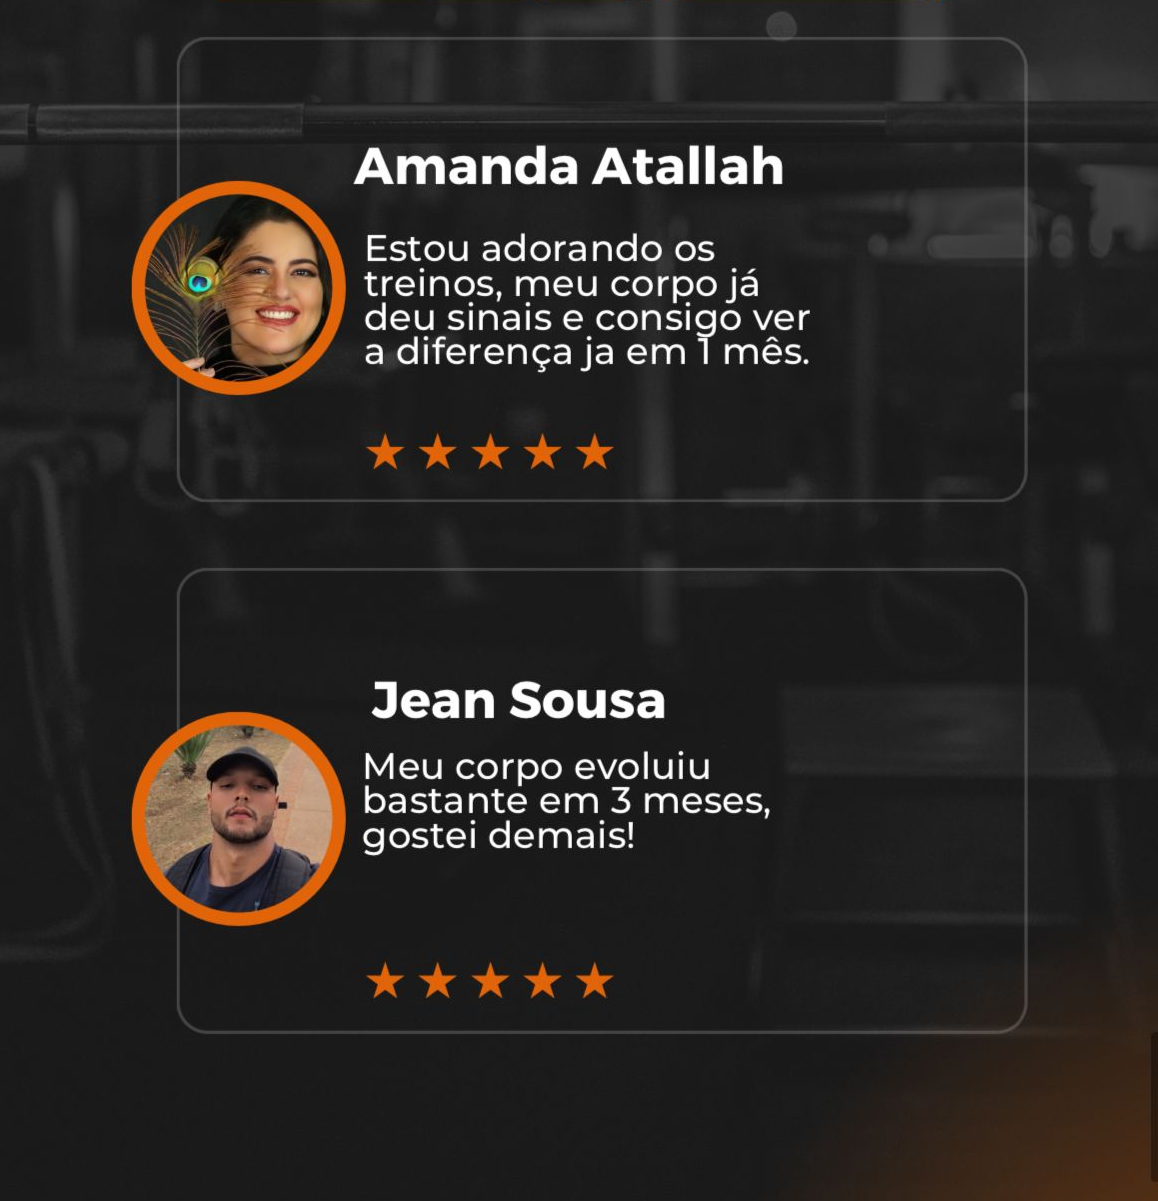 Amanda Atallah
Estou adorando os
treinos, meu corpo já
deu sinais e consigo ver
a diferença ja em 1 mês.
Jean Sousa
Meu corpo evoluiu
bastante em 3 meses,
gostei demais!